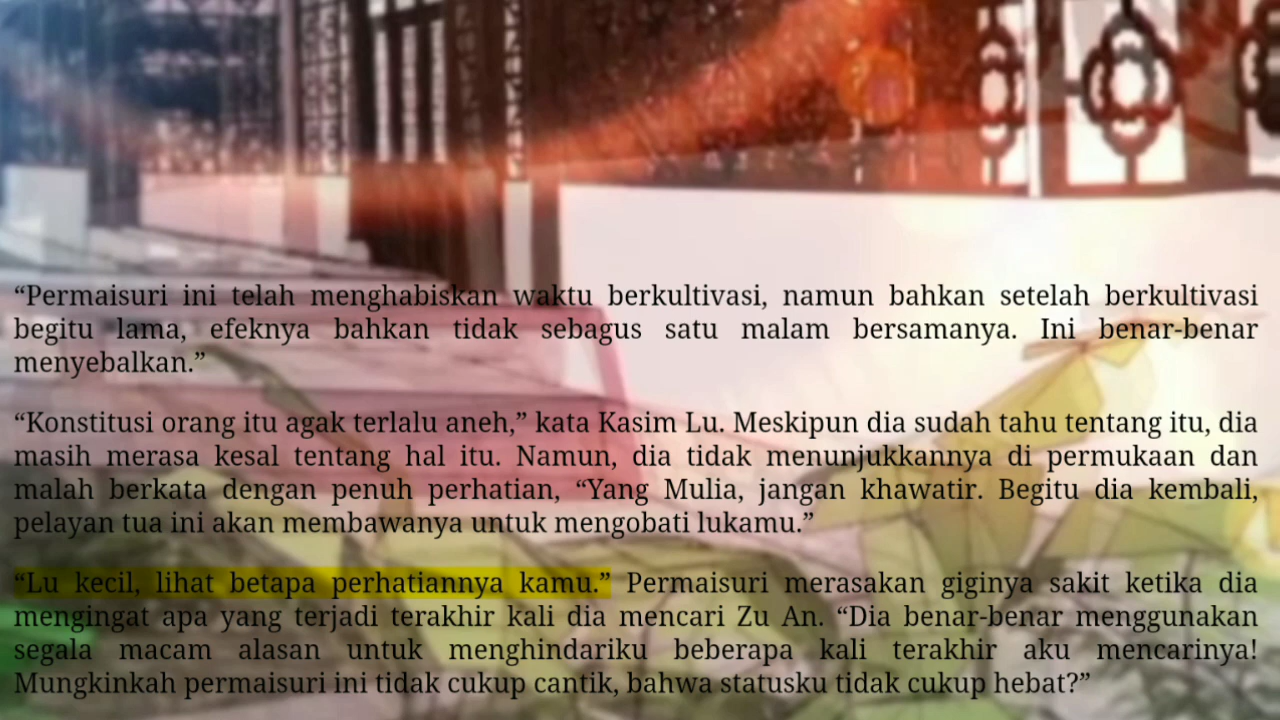 “Permaisuri ini telah menghabiskan waktu berkultivasi, namun bahkan setelah berkultivasi
begitu lama, efeknya bahkan tidak sebagus satu malam bersamanya. Ini benar-benar
menyebalkan.”
“Konstitusi orang itu agak terlalu aneh,” kata Kasim Lu. Meskipun dia sudah tahu tentang itu, dia
masih merasa kesal tentang hal itu. Namun, dia tidak menunjukkannya di permukaan dan
malah berkata dengan penuh perhatian, “Yang Mulia, jangan khawatir. Begitu dia kembali,
pelayan tua ini akan membawanya untuk mengobati lukamu.”
“Lu kecil, lihat betapa perhatiannya kamu.” Permaisuri merasakan giginya sakit ketika dia
mengingat apa yang terjadi terakhir kali dia mencari Zu An. “Dia benar-benar menggunakan
segala macam alasan untuk menghindariku beberapa kali terakhir aku mencarinya!
Mungkinkah permaisuri ini tidak cukup cantik, bahwa statusku tidak cukup hebat?”